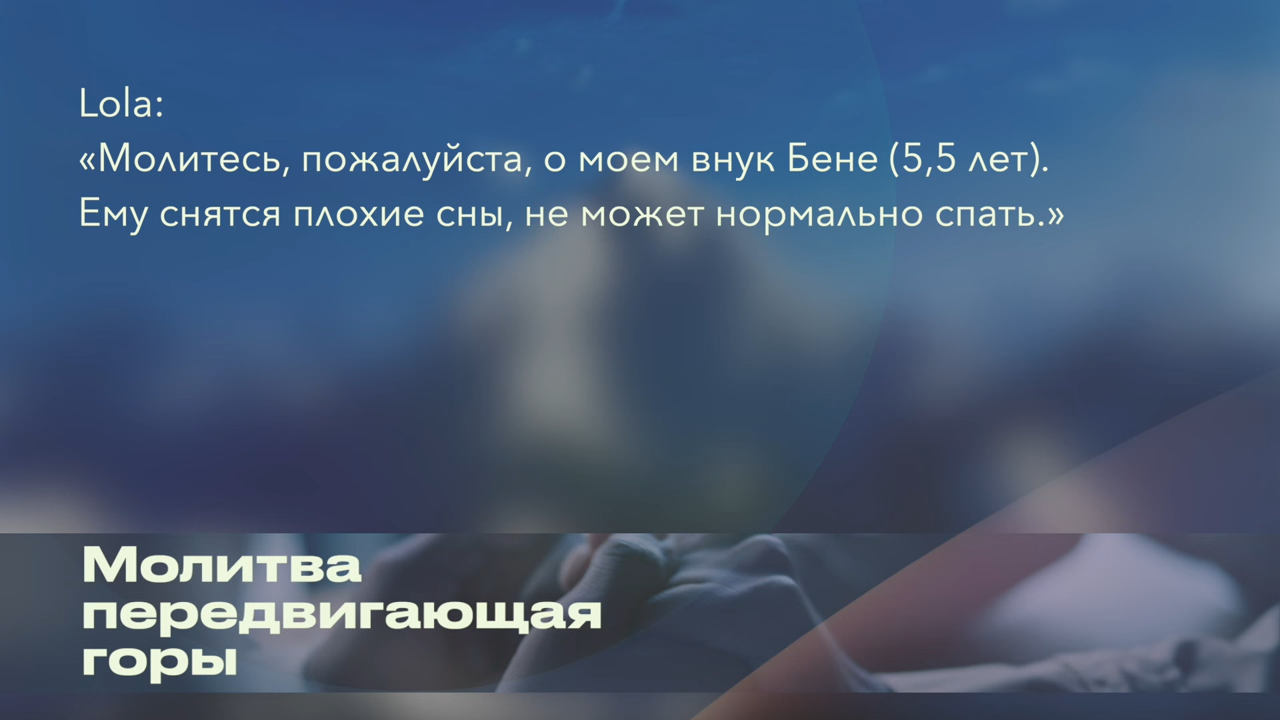 Lola:
«Молитесь, пожалуйста, о моем внук Бене (5,5 лет).
Ему снятся плохие сны, не может нормально спать.»
Молитва
передвигающая
горы